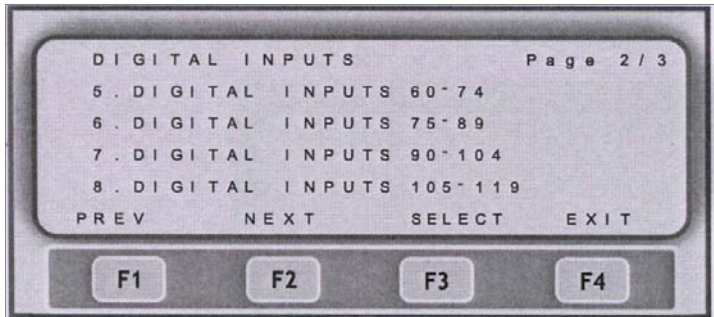 DIGITAL INPUTS Page 2/3
5.DIGITAL INPUTS 60-74
6.DIGITAL INPUTS 75-89
7.DIGITAL INPUTS 90-104
8.DIGITAL INPUTS 105-119
PREV NEXT SELECT EXIT
F1 F2 F3 F4